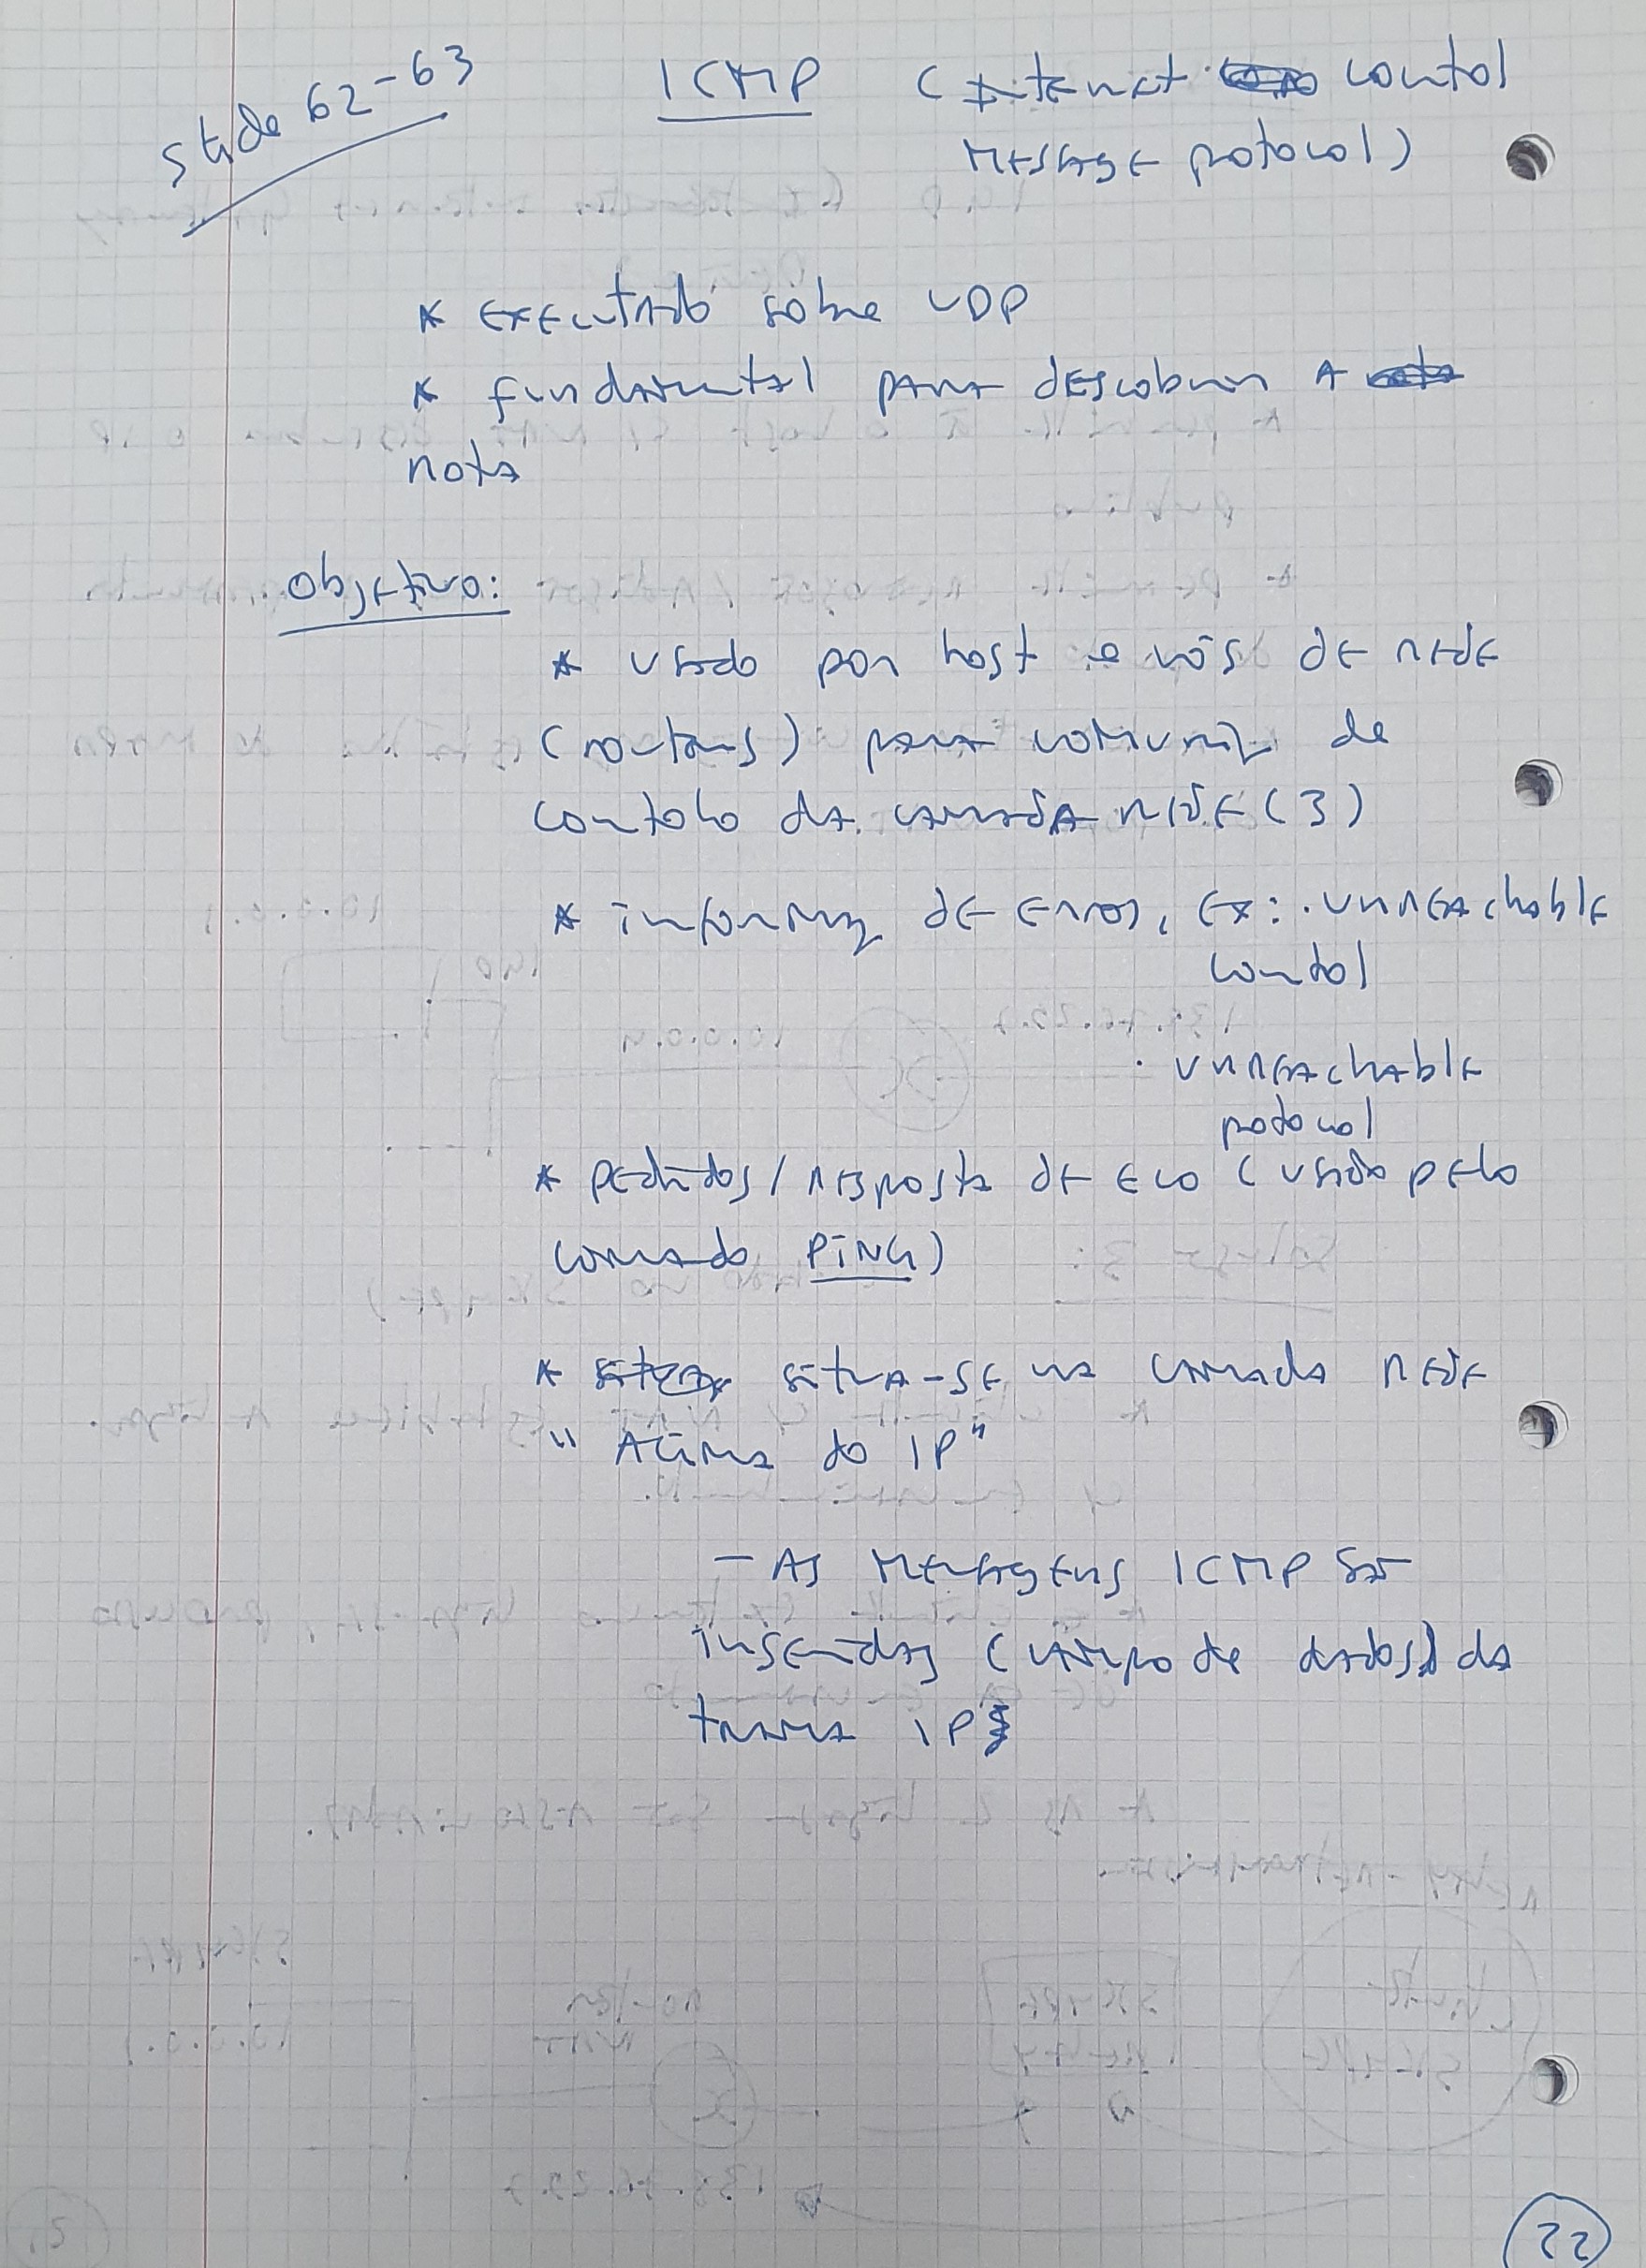 Slide 62-63
ICMP (Internet Control
Message protocol)
* executado sobre UDP
* fundamental para descobrir a
rota
Objetivo:
* usado por host e nós de rede
(routers) para comuniç de
controlo da camada rede (3)
* informaç de erros, ex: . unreachable
control
. unreachable
protocol
* pedidos / resposta de eco (usado pelo
comado PING)
* situa-se na camada rede
"Acima do IP"
- As mensagens ICMP são
inseridas (campo de dados) da
trama IP
22